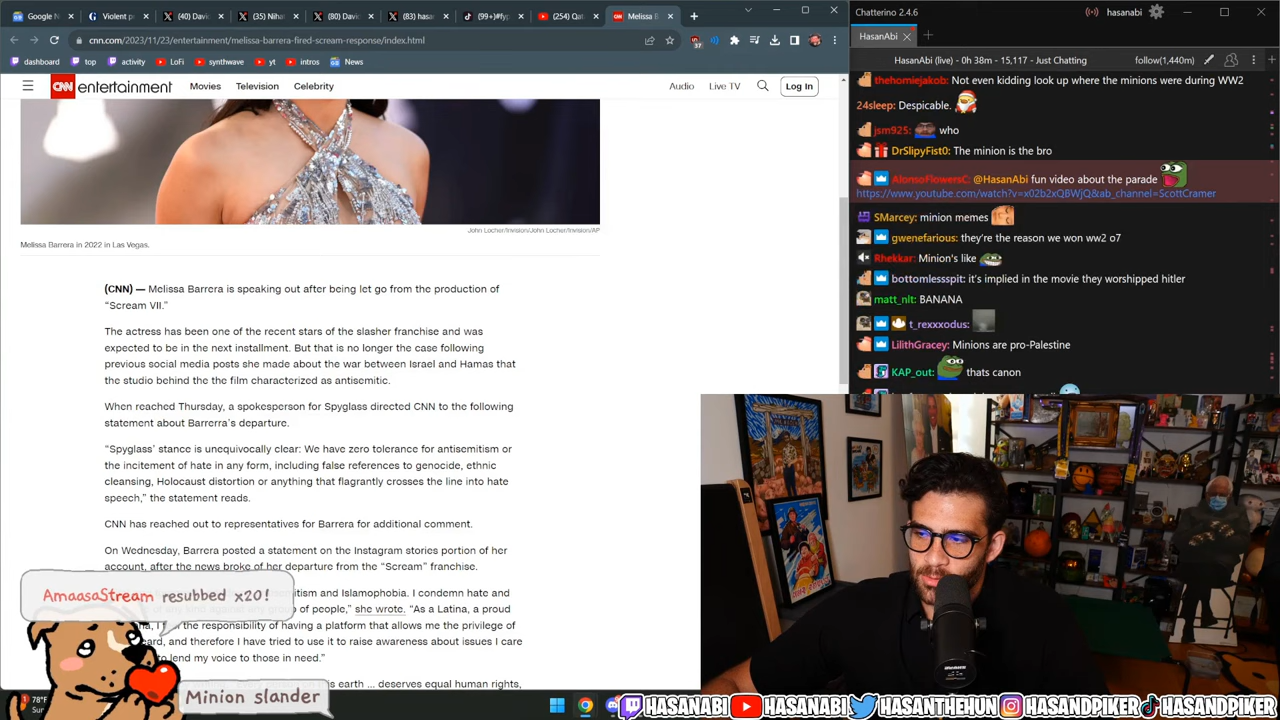 Google N
Violent pr
(40) David
(35) Niha
(80) David
(83) hasa
(99+)#fyp
(254) Qat
Melissa B
cnn.com/2023/11/23/entertainment/melissa-barrera-fired-scream-response/index.html
37
dashboard top activity LoFi synthwave yt intros News
CNN entertainment Movies Television Celebrity Audio Live TV Log In
John Locher/Invision/John Locher/Invision/AP
Melissa Barrera in 2022 in Las Vegas.
(CNN) — Melissa Barrera is speaking out after being let go from the production of
“Scream VII.”
The actress has been one of the recent stars of the slasher franchise and was
expected to be in the next installment. But that is no longer the case following
previous social media posts she made about the war between Israel and Hamas that
the studio behind the the film characterized as antisemitic.
When reached Thursday, a spokesperson for Spyglass directed CNN to the following
statement about Barrerra’s departure.
“Spyglass’ stance is unequivocally clear: We have zero tolerance for antisemitism or
the incitement of hate in any form, including false references to genocide, ethnic
cleansing, Holocaust distortion or anything that flagrantly crosses the line into hate
speech,” the statement reads.
CNN has reached out to representatives for Barrera for additional comment.
On Wednesday, Barrera posted a statement on the Instagram stories portion of her
account, after the news broke of her departure from the “Scream” franchise.
itism and Islamophobia. I condemn hate and
of people,” she wrote. “As a Latina, a proud
the responsibility of having a platform that allows me the privilege of
and therefore I have tried to use it to raise awareness about issues I care
to lend my voice to those in need.”
is earth ... deserves equal human rights,
AmaasaStream resubbed x20!
Minion slander
78°F
Chatterino 2.4.6
hasanabi
HasanAbi
HasanAbi (live) - 0h 38m - 15,117 - Just Chatting
follow(1,440m)
thehomiejakob: Not even kidding look up where the minions were during WW2
24sleep: Despicable.
jsm925: who
DrSlipyFist0: The minion is the bro
AlonsoFlowersC: @HasanAbi fun video about the parade
https://www.youtube.com/watch?v=x02b2xQBWjQ&ab_channel=ScottCramer
SMarcey: minion memes
gwenefarious: they're the reason we won ww2 o7
Rhekkar: Minion's like
bottomlessspit: it's implied in the movie they worshipped hitler
matt_nlt: BANANA
t_rexxxodus:
LilithGracey: Minions are pro-Palestine
KAP_out: thats canon
HASANABI HASANABI HASANTHEHUN HASANDPIKER HASANDPIKER